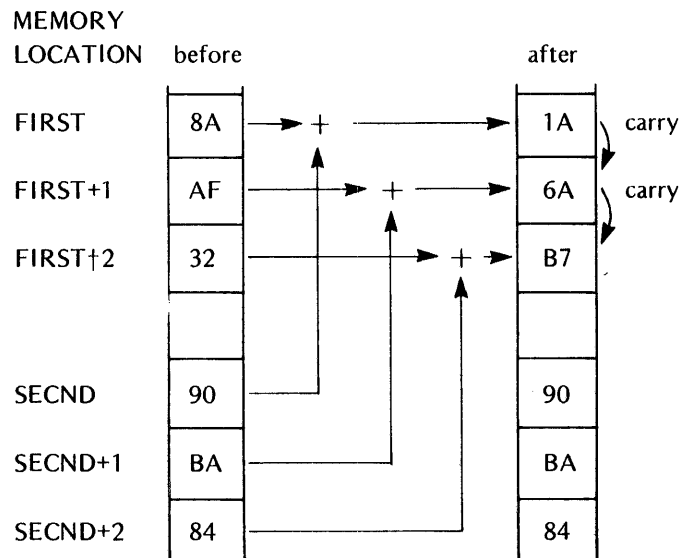 MEMORY
LOCATION before after
FIRST 8A + 1A carry
FIRST+1 AF + 6A carry
FIRST†2 32 + B7
SECND 90 90
SECND+1 BA BA
SECND+2 84 84